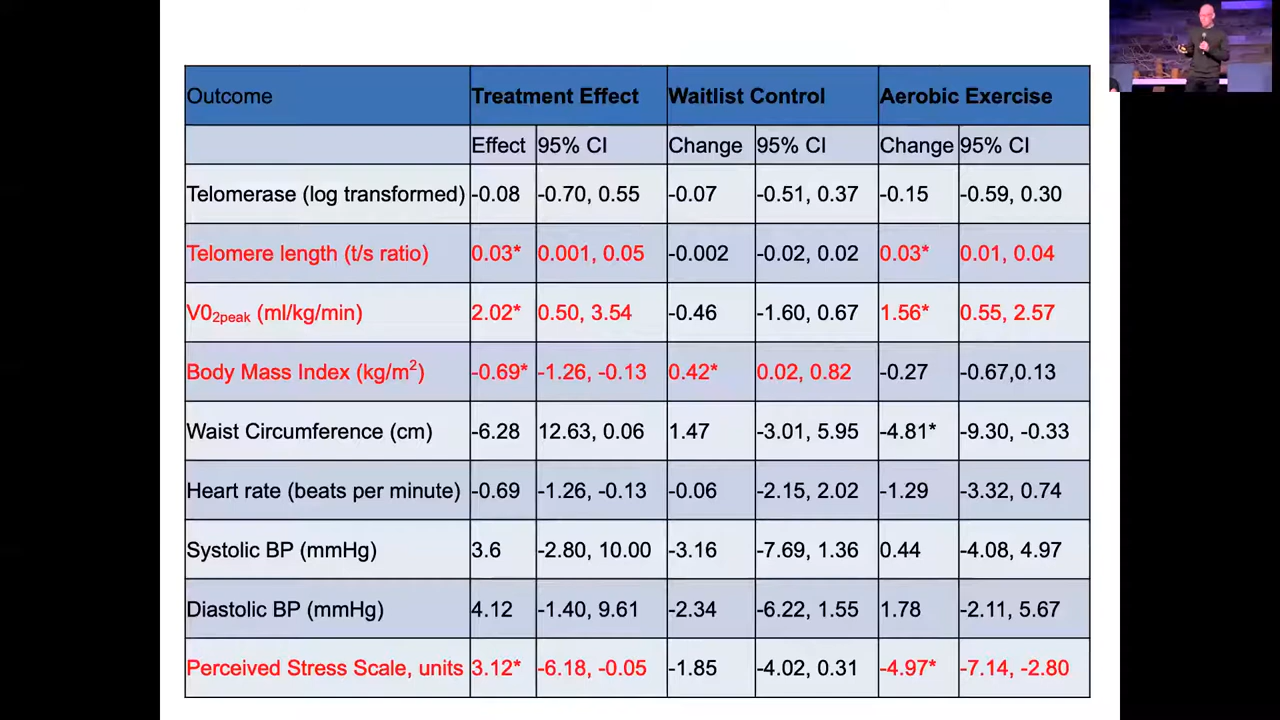 Outcome Treatment Effect Waitlist Control Aerobic Exercise
Effect 95% CI Change 95% CI Change 95% CI
Telomerase (log transformed) -0.08 -0.70, 0.55 -0.07 -0.51, 0.37 -0.15 -0.59, 0.30
Telomere length (t/s ratio) 0.03* 0.001, 0.05 -0.002 -0.02, 0.02 0.03* 0.01, 0.04
V0₂peak (ml/kg/min) 2.02* 0.50, 3.54 -0.46 -1.60, 0.67 1.56* 0.55, 2.57
Body Mass Index (kg/m²) -0.69* -1.26, -0.13 0.42* 0.02, 0.82 -0.27 -0.67,0.13
Waist Circumference (cm) -6.28 12.63, 0.06 1.47 -3.01, 5.95 -4.81* -9.30, -0.33
Heart rate (beats per minute) -0.69 -1.26, -0.13 -0.06 -2.15, 2.02 -1.29 -3.32, 0.74
Systolic BP (mmHg) 3.6 -2.80, 10.00 -3.16 -7.69, 1.36 0.44 -4.08, 4.97
Diastolic BP (mmHg) 4.12 -1.40, 9.61 -2.34 -6.22, 1.55 1.78 -2.11, 5.67
Perceived Stress Scale, units 3.12* -6.18, -0.05 -1.85 -4.02, 0.31 -4.97* -7.14, -2.80